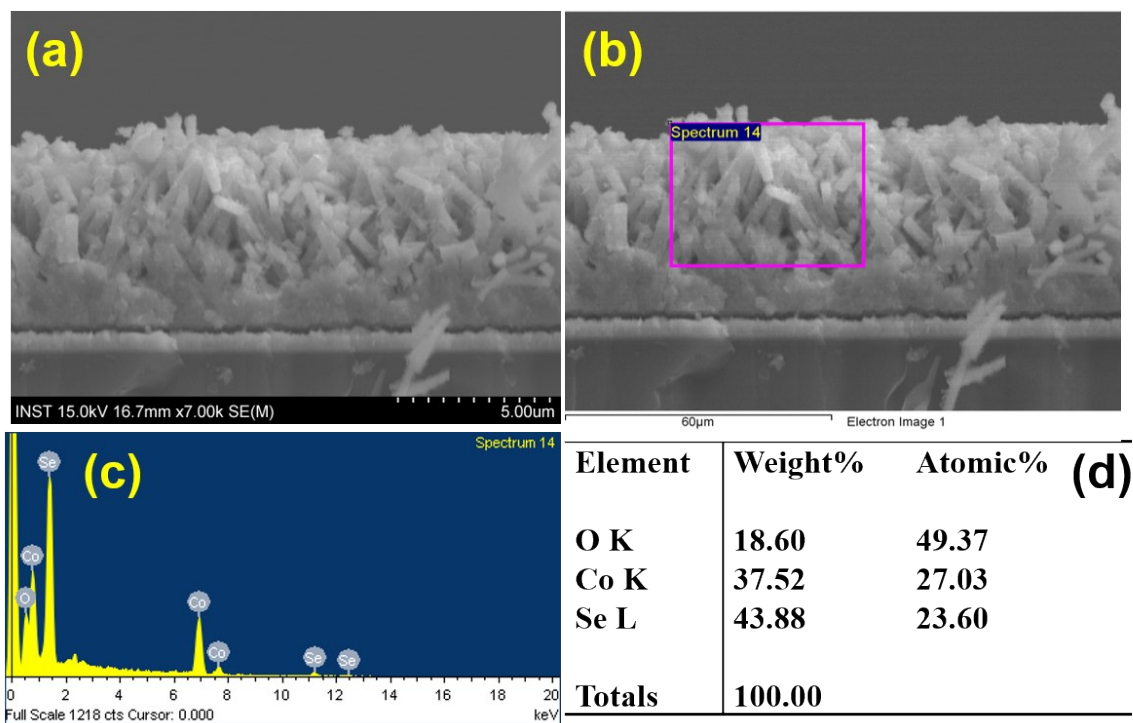 (a)
INST 15.0kV 16.7mm x7.00k SE(M)
5.00um
(b)
Spectrum 14
60µm
Electron Image 1
(c)
Spectrum 14
Se
Co
O
Co
Co
Se
Se
0 2 4 6 8 10 12 14 16 18 20
Full Scale 1218 cts Cursor: 0.000
keV
(d)
Element Weight% Atomic%
O K 18.60 49.37
Co K 37.52 27.03
Se L 43.88 23.60
Totals 100.00